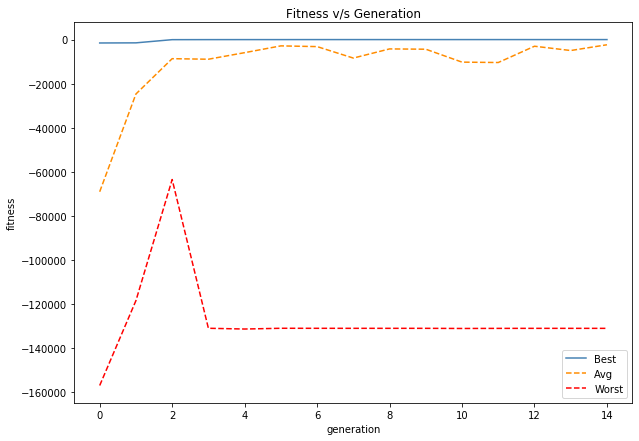 Fitness v/s Generation
0
−20000
−40000
−60000
−80000
−100000
−120000
−140000
−160000
fitness
Best
Avg
Worst
0 2 4 6 8 10 12 14
generation